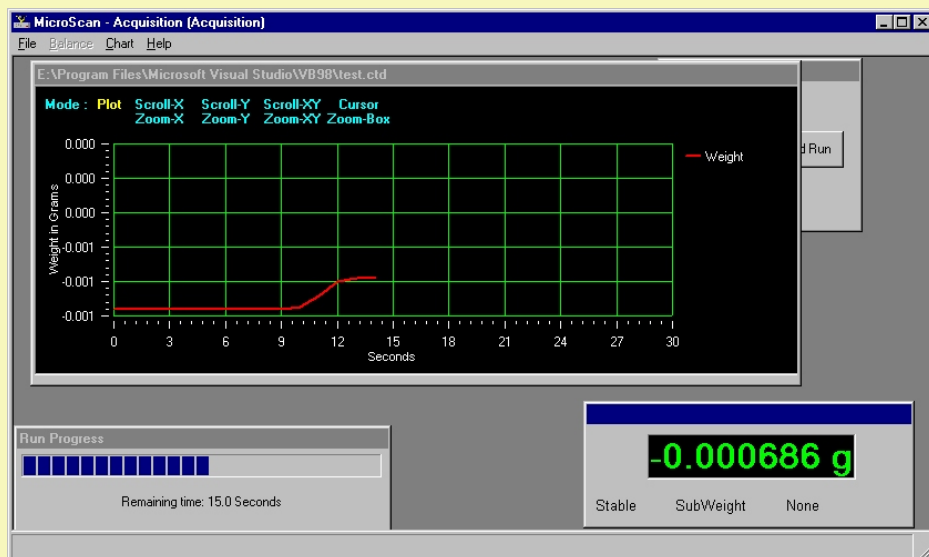 MicroScan - Acquisition (Acquisition)
File Balance Chart Help
E:\Program Files\Microsoft Visual Studio\VB98\test.ctd
Mode : Plot Scroll-X Scroll-Y Scroll-XY Cursor
Zoom-X Zoom-Y Zoom-XY Zoom-Box
0.000
0.000
0.000
-0.001
-0.001
-0.001
Weight in Grams
Weight
0 3 6 9 12 15 18 21 24 27 30
Seconds
Run
Run Progress
Remaining time: 15.0 Seconds
-0.000686 g
Stable SubWeight None